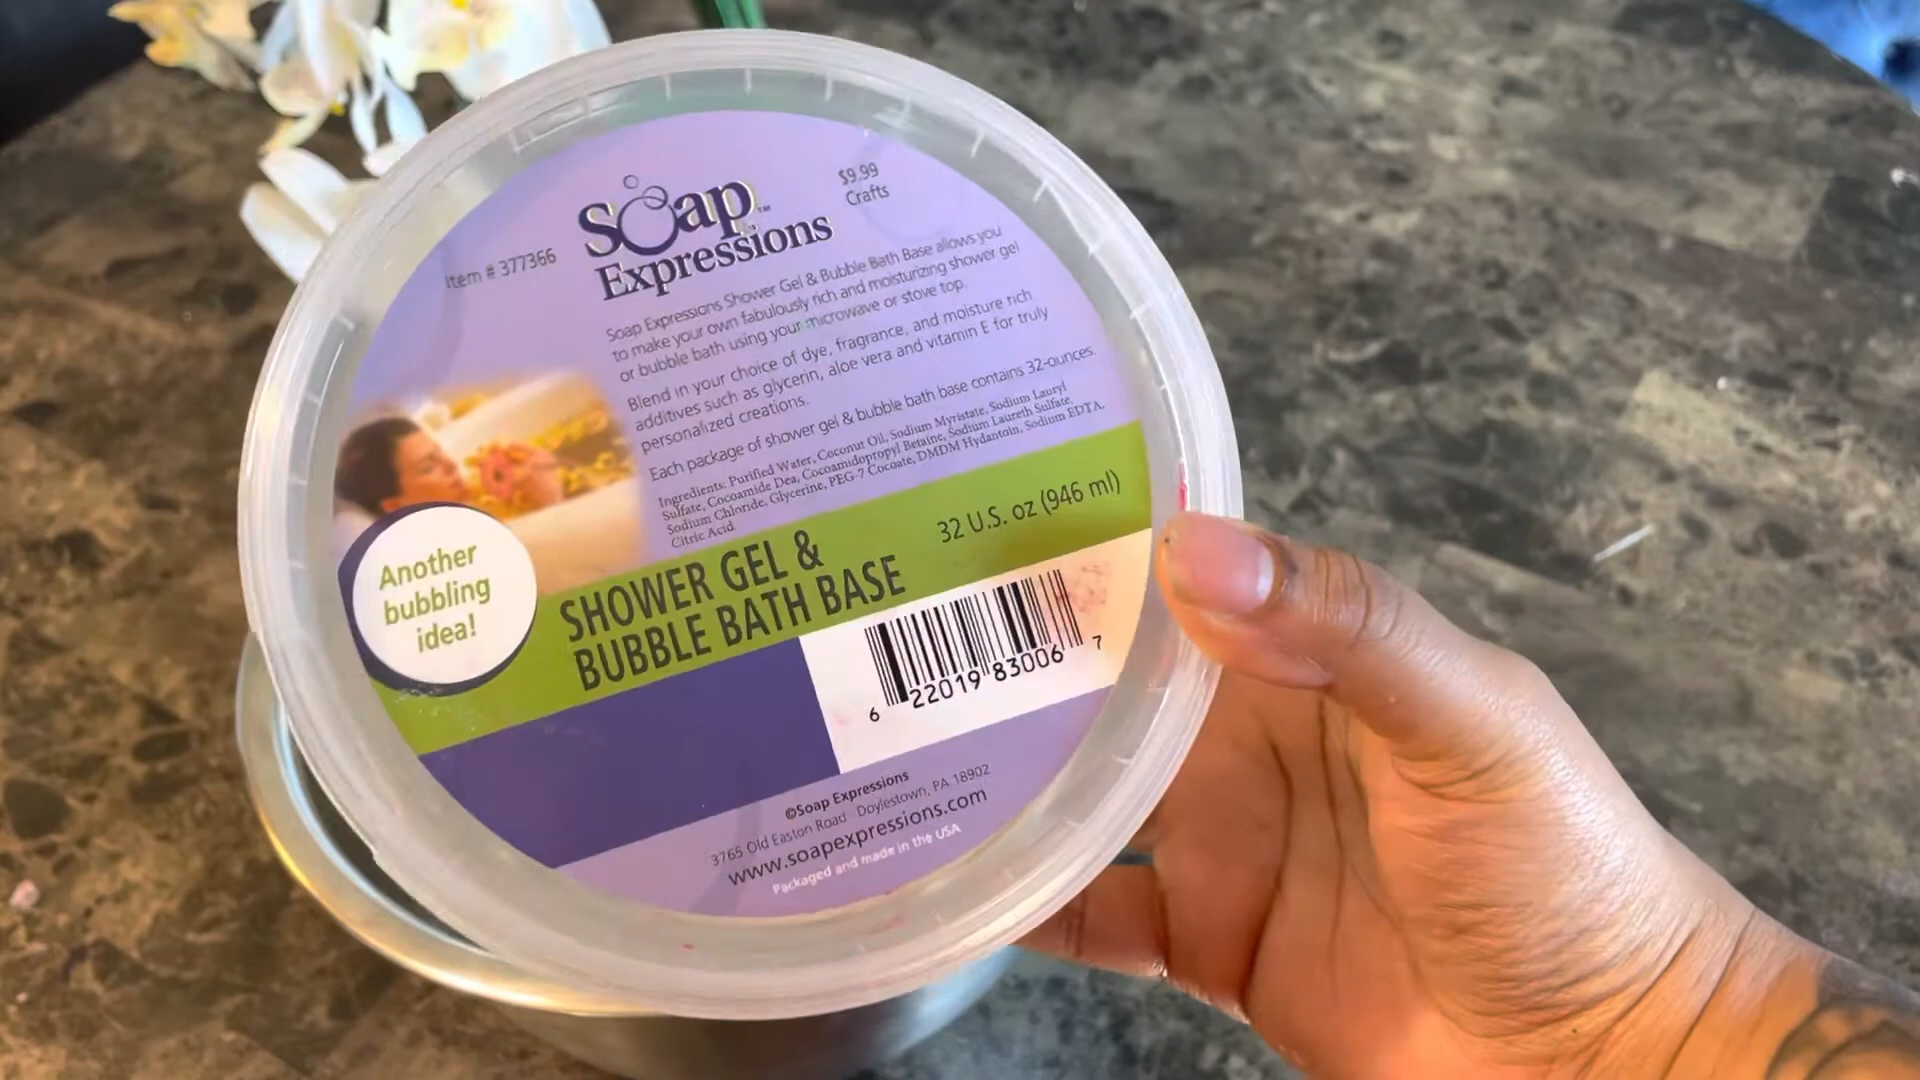 Item # 377366
Soap™
Expressions
$9.99
Crafts
Soap Expressions Shower Gel & Bubble Bath Base allows you
to make your own fabulously rich and moisturizing shower gel
or bubble bath using your microwave or stove top.
Blend in your choice of dye, fragrance, and moisture rich
additives such as glycerin, aloe vera and vitamin E for truly
personalized creations.
Each package of shower gel & bubble bath base contains 32-ounces.
Ingredients: Purified Water, Coconut Oil, Sodium Myristate, Sodium Lauryl
Sulfate, Cocoamide Dea, Cocoamidopropyl Betaine, Sodium Laureth Sulfate,
Sodium Chloride, Glycerine, PEG-7 Cocoate, DMDM Hydantoin, Sodium EDTA,
Citric Acid
Another
bubbling
idea!
SHOWER GEL &
BUBBLE BATH BASE
32 U.S. oz (946 ml)
6 22019 83006 7
©Soap Expressions
3765 Old Easton Road Doylestown, PA 18902
www.soapexpressions.com
Packaged and made in the USA